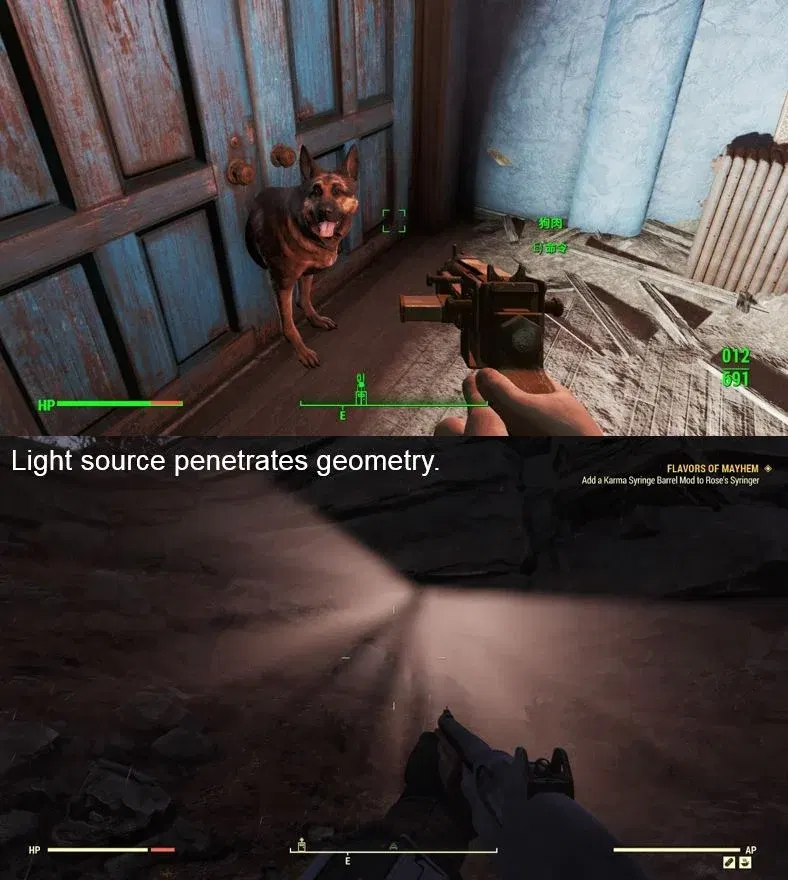 狗肉
E) 命令
012
591
HP
E
Light source penetrates geometry.
FLAVORS OF MAYHEM
Add a Karma Syringe Barrel Mod to Rose's Syringer
HP
E
AP